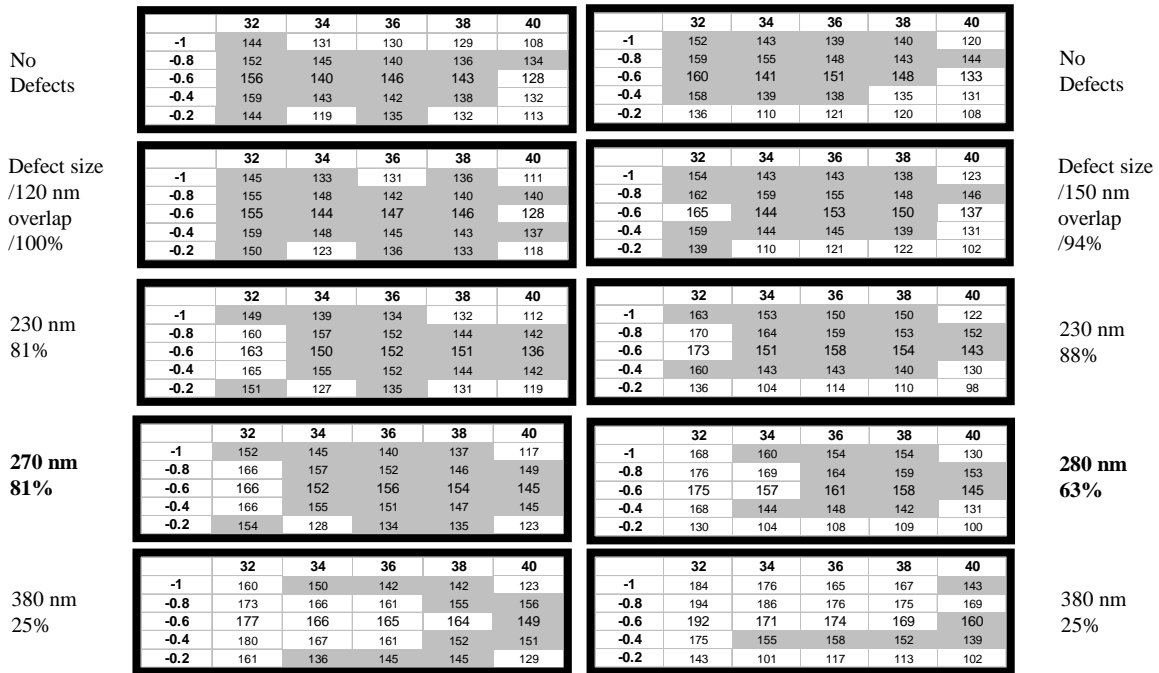 No
Defects
32 34 36 38 40
-1 144 131 130 129 108
-0.8 152 145 140 136 134
-0.6 156 140 146 143 128
-0.4 159 143 142 138 132
-0.2 144 119 135 132 113
32 34 36 38 40
-1 152 143 139 140 120
-0.8 159 155 148 143 144
-0.6 160 141 151 148 133
-0.4 158 139 138 135 131
-0.2 136 110 121 120 108
No
Defects
Defect size
/120 nm
overlap
/100%
32 34 36 38 40
-1 145 133 131 136 111
-0.8 155 148 142 140 140
-0.6 155 144 147 146 128
-0.4 159 148 145 143 137
-0.2 150 123 136 133 118
32 34 36 38 40
-1 154 143 143 138 123
-0.8 162 159 155 148 146
-0.6 165 144 153 150 137
-0.4 159 144 145 139 131
-0.2 139 110 121 122 102
Defect size
/150 nm
overlap
/94%
230 nm
81%
32 34 36 38 40
-1 149 139 134 132 112
-0.8 160 157 152 144 142
-0.6 163 150 152 151 136
-0.4 165 155 152 144 142
-0.2 151 127 135 131 119
32 34 36 38 40
-1 163 153 150 150 122
-0.8 170 164 159 153 152
-0.6 173 151 158 154 143
-0.4 160 143 143 140 130
-0.2 136 104 114 110 98
230 nm
88%
270 nm
81%
32 34 36 38 40
-1 152 145 140 137 117
-0.8 166 157 152 146 149
-0.6 166 152 156 154 145
-0.4 166 155 151 147 145
-0.2 154 128 134 135 123
32 34 36 38 40
-1 168 160 154 154 130
-0.8 176 169 164 159 153
-0.6 175 157 161 158 145
-0.4 168 144 148 142 131
-0.2 130 104 108 109 100
280 nm
63%
380 nm
25%
32 34 36 38 40
-1 160 150 142 142 123
-0.8 173 166 161 155 156
-0.6 177 166 165 164 149
-0.4 180 167 161 152 151
-0.2 161 136 145 145 129
32 34 36 38 40
-1 184 176 165 167 143
-0.8 194 186 176 175 169
-0.6 192 171 174 169 160
-0.4 175 155 158 152 139
-0.2 143 101 117 113 102
380 nm
25%